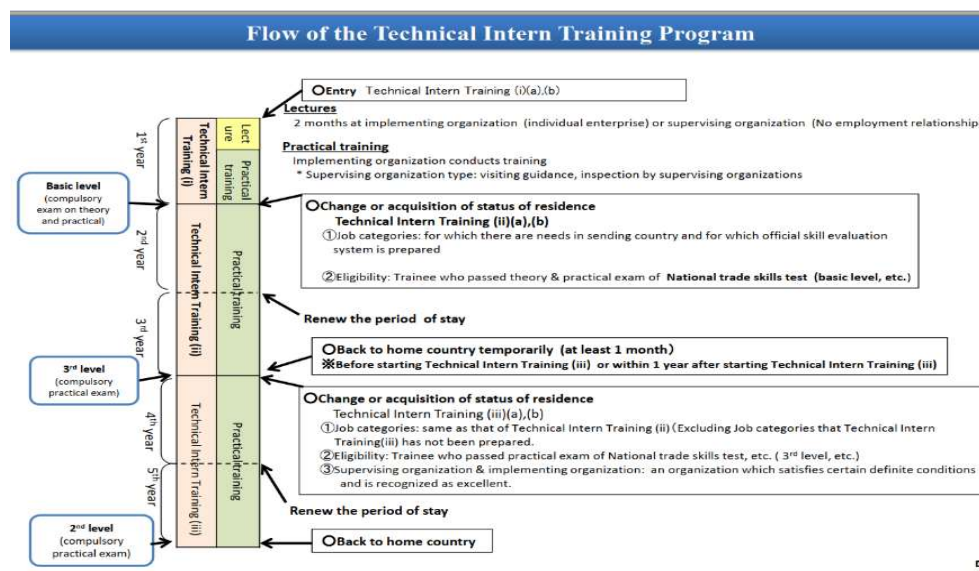 Flow of the Technical Intern Training Program
○Entry Technical Intern Training (i)(a),(b)
Lectures
2 months at implementing organization (individual enterprise) or supervising organization (No employment relationship
Practical training
Implementing organization conducts training
* Supervising organization type: visiting guidance, inspection by supervising organizations
1st year
Technical Intern
Training (i)
Lect
ure
Practical
training
Basic level
(compulsory
exam on theory
and practical)
○Change or acquisition of status of residence
Technical Intern Training (ii)(a),(b)
①Job categories: for which there are needs in sending country and for which official skill evaluation
system is prepared
②Eligibility: Trainee who passed theory & practical exam of National trade skills test (basic level, etc.)
2nd
year
Technical Intern Training (ii)
Practical training
Renew the period of stay
3rd
year
○Back to home country temporarily (at least 1 month)
※Before starting Technical Intern Training (iii) or within 1 year after starting Technical Intern Training (iii)
3rd level
(compulsory
practical exam)
○Change or acquisition of status of residence
Technical Intern Training (iii)(a),(b)
①Job categories: same as that of Technical Intern Training (ii) (Excluding Job categories that Technical Intern
Training(iii) has not been prepared.
②Eligibility: Trainee who passed practical exam of National trade skills test, etc. ( 3rd level, etc.)
③Supervising organization & implementing organization: an organization which satisfies certain definite conditions
and is recognized as excellent.
4th
year
Technical Intern Training (iii)
Practical training
5th
year
Renew the period of stay
2nd level
(compulsory
practical exam)
○Back to home country